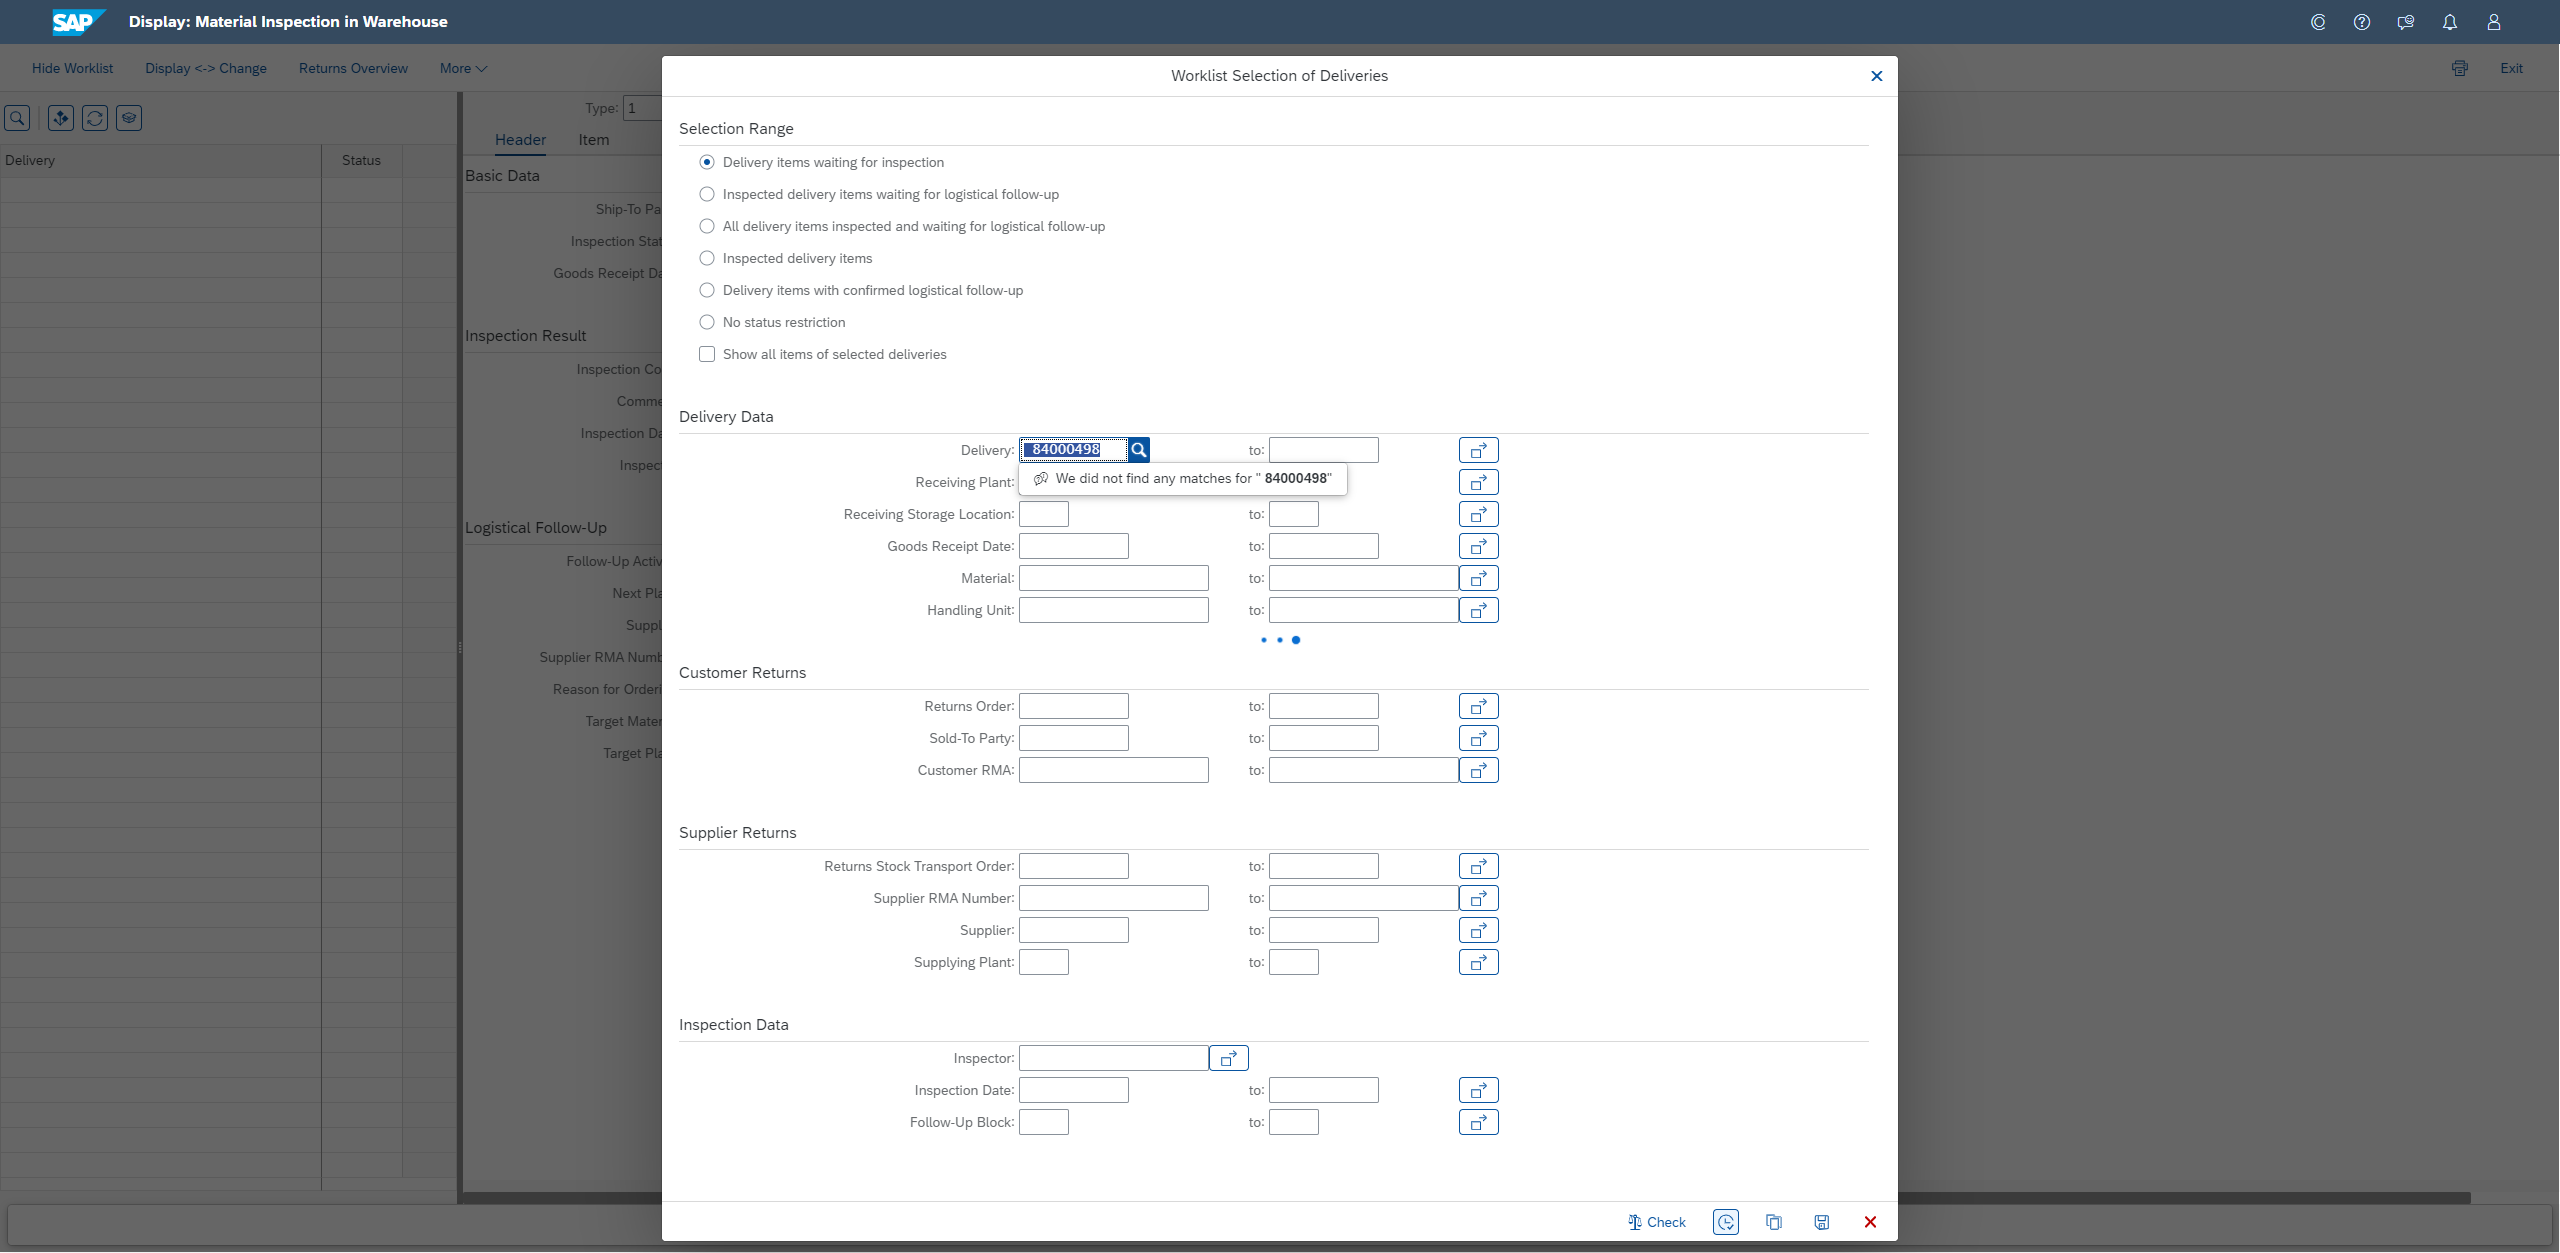 SAP Display: Material Inspection in Warehouse
Hide Worklist Display <-> Change Returns Overview More Exit
Worklist Selection of Deliveries
Type: 1
Header Item
Delivery Status
Basic Data
Ship-To Pa
Inspection Stat
Goods Receipt Da
Inspection Result
Inspection Co
Comme
Inspection Da
Inspec
Logistical Follow-Up
Follow-Up Activ
Next Pla
Suppl
Supplier RMA Numb
Reason for Orderi
Target Mater
Target Pla
Selection Range
Delivery items waiting for inspection
Inspected delivery items waiting for logistical follow-up
All delivery items inspected and waiting for logistical follow-up
Inspected delivery items
Delivery items with confirmed logistical follow-up
No status restriction
Show all items of selected deliveries
Delivery Data
Delivery: 84000498 to:
We did not find any matches for " 84000498"
Receiving Plant:
Receiving Storage Location: to:
Goods Receipt Date: to:
Material: to:
Handling Unit: to:
Customer Returns
Returns Order: to:
Sold-To Party: to:
Customer RMA: to:
Supplier Returns
Returns Stock Transport Order: to:
Supplier RMA Number: to:
Supplier: to:
Supplying Plant: to:
Inspection Data
Inspector:
Inspection Date: to:
Follow-Up Block: to:
Check